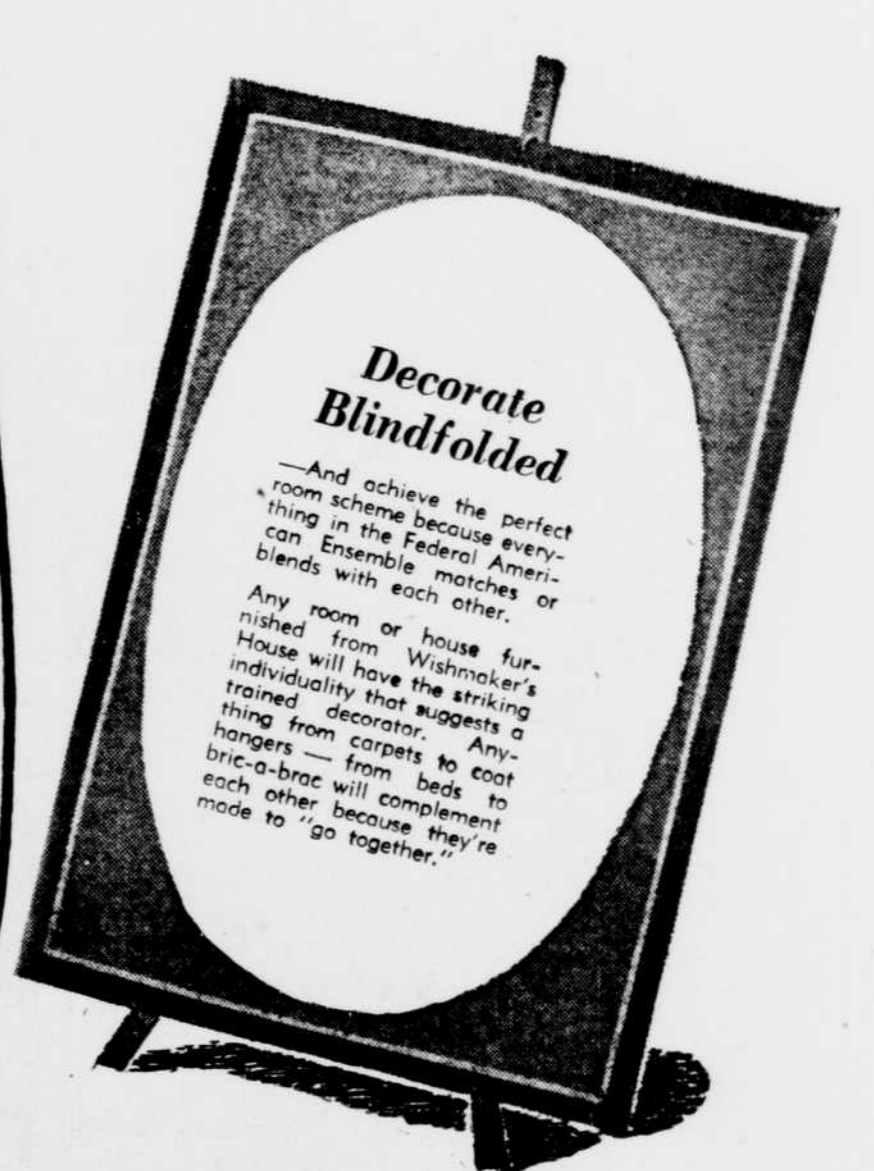 Decorate
Blindfolded
—And achieve the perfect
room scheme because every-
thing in the Federal Ameri-
can Ensemble matches or
blends with each other.
Any room or house fur-
nished from Wishmaker's
House will have the striking
individuality that suggests a
trained decorator. Any-
thing from carpets to coat
hangers — from beds to
bric-a-brac will complement
each other because they're
made to "go together."